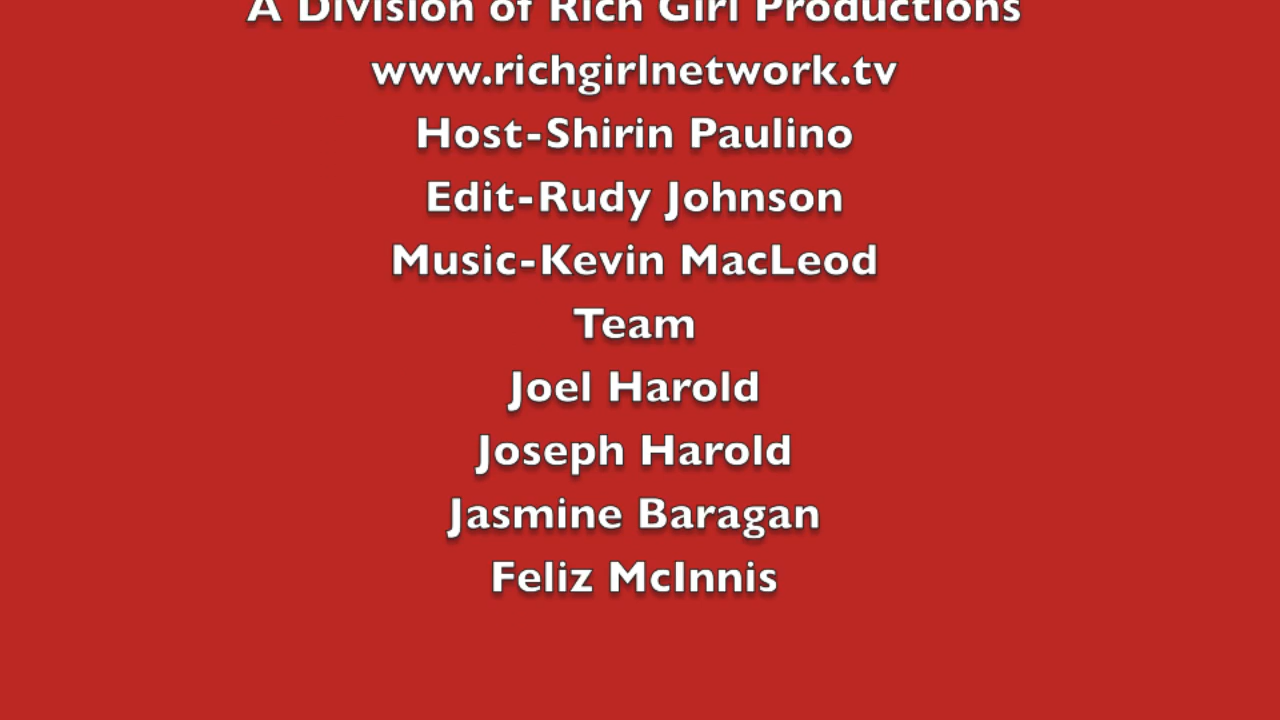 A Division of Rich Girl Productions
www.richgirlnetwork.tv
Host-Shirin Paulino
Edit-Rudy Johnson
Music-Kevin MacLeod
Team
Joel Harold
Joseph Harold
Jasmine Baragan
Feliz McInnis